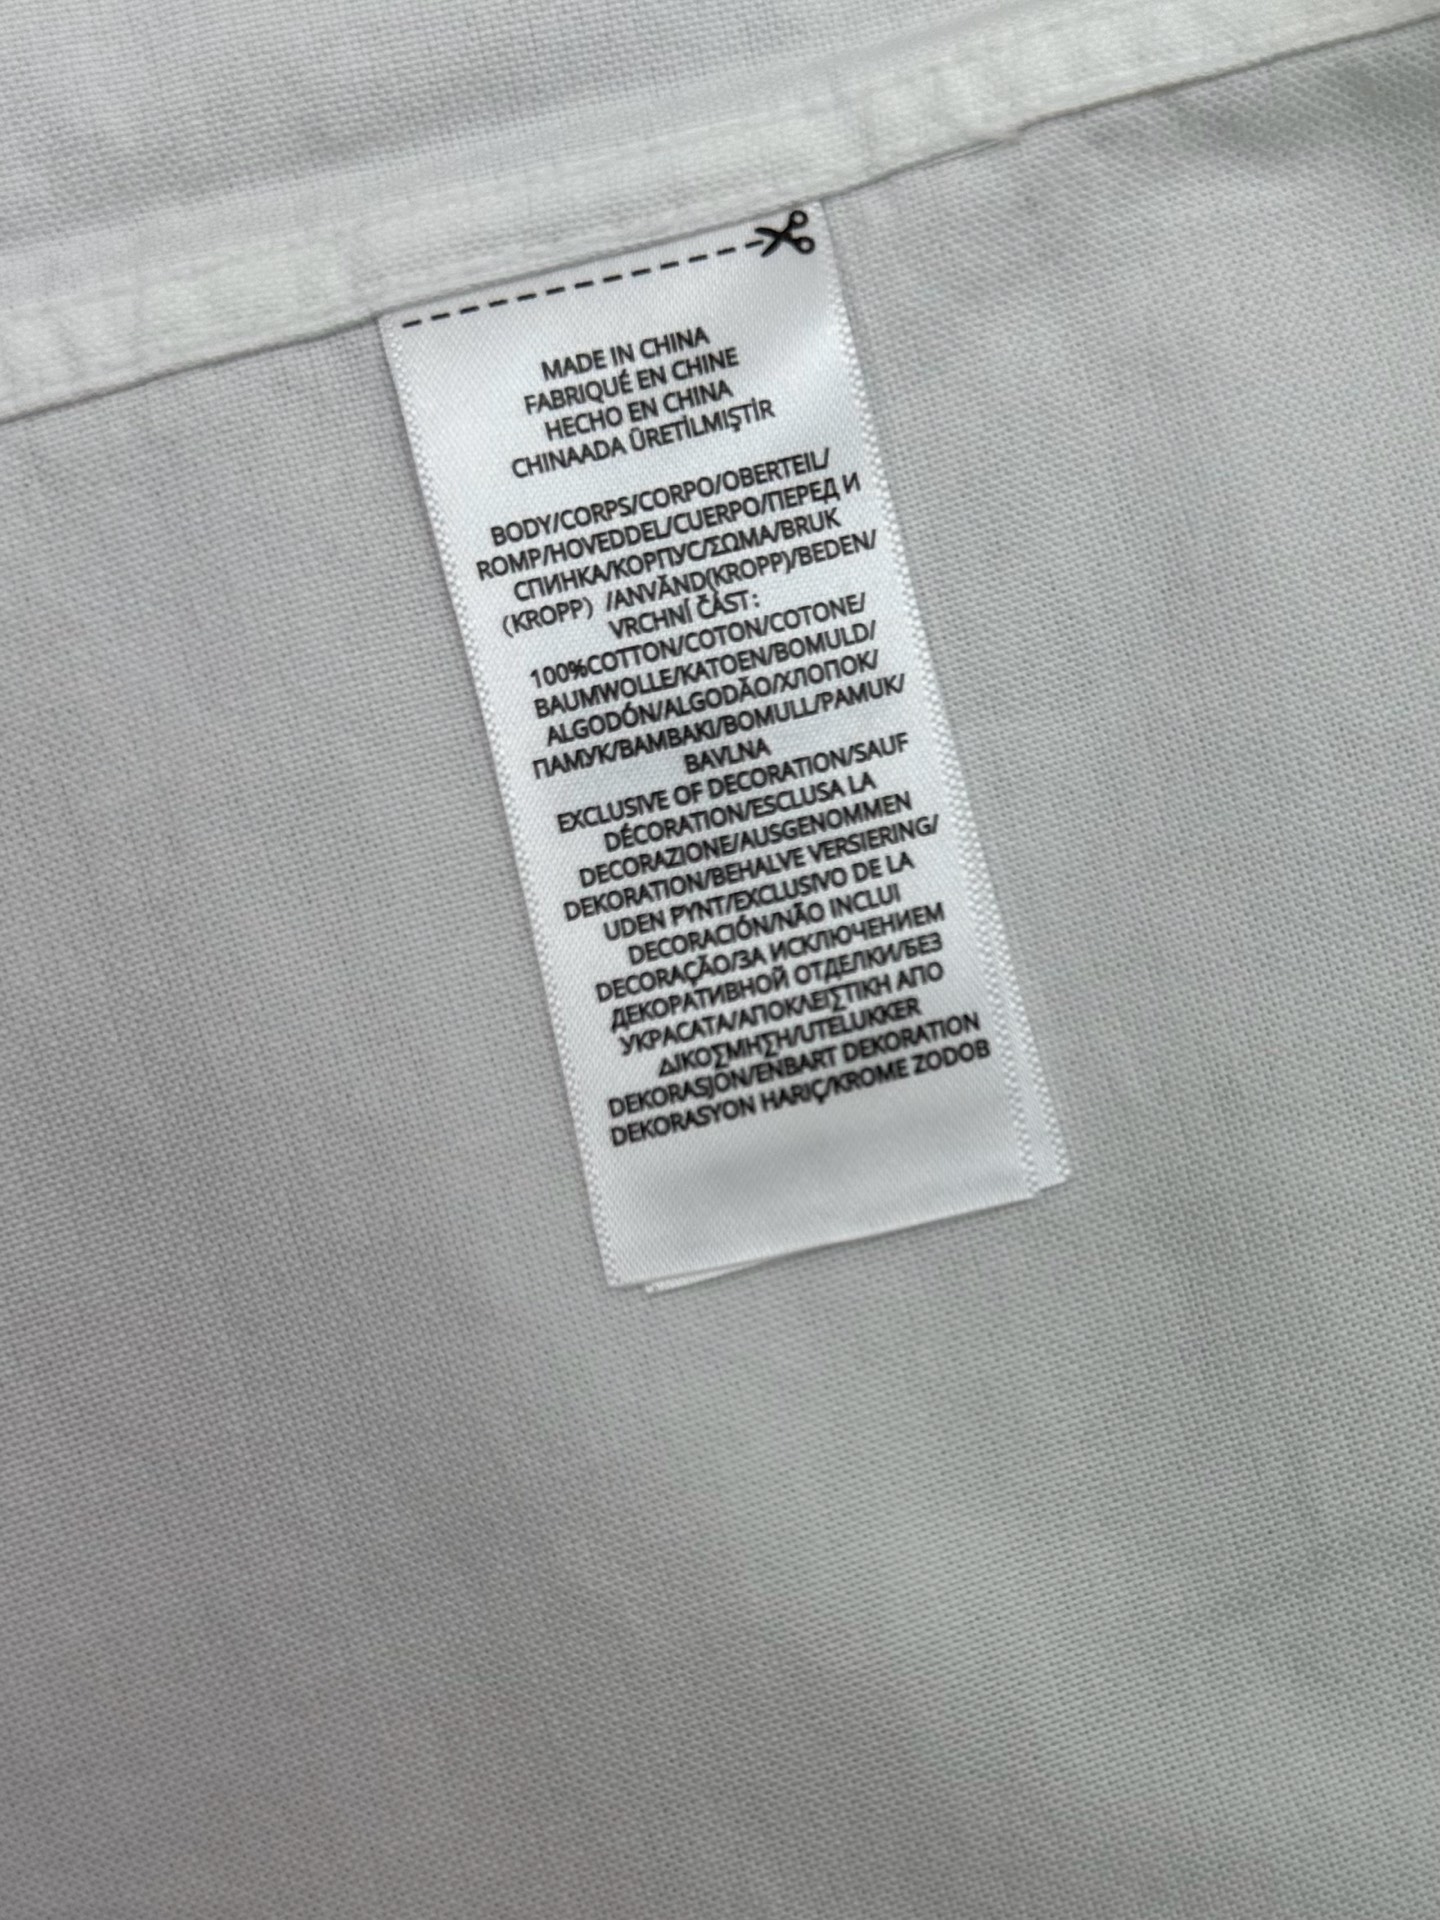 MADE IN CHINA
FABRIQUÉ EN CHINE
HECHO EN CHINA
CHINAADA ÜRETİLMIŞTİR
BODY/CORPS/CORPO/OBERTEIL/
ROMP/HOVEDDEL/CUERPO/ПЕРЕД И
СПИНКА/КОРПУС/ΣΩΜΑ/BRUK
(KROPP) /ANVÄND(KROPP)/BEDEN/
VRCHNÍ ČÁST:
100%COTTON/COTON/COTONE/
BAUMWOLLE/KATOEN/BOMULD/
ALGODÓN/ALGODÃO/ХЛОПОК/
ПАМУК/BAMBAKI/BOMULL/PAMUK/
BAVLNA
EXCLUSIVE OF DECORATION/SAUF
DÉCORATION/ESCLUSA LA
DECORAZIONE/AUSGENOMMEN
DEKORATION/BEHALVE VERSIERING/
UDEN PYNT/EXCLUSIVO DE LA
DECORACIÓN/NÃO INCLUI
DECORAÇÃO/ЗА ИСКЛЮЧЕНИЕМ
ДЕКОРАТИВНОЙ ОТДЕЛКИ/БЕЗ
УКРАСАТА/ΑΠΟΚΛΕΙΣΤΙΚΗ ΑΠΟ
ΔΙΚΟΣΜΗΣΗ/UTELUKKER
DEKORASJON/ENBART DEKORATION
DEKORASYON HARIÇ/KROME ZODOB